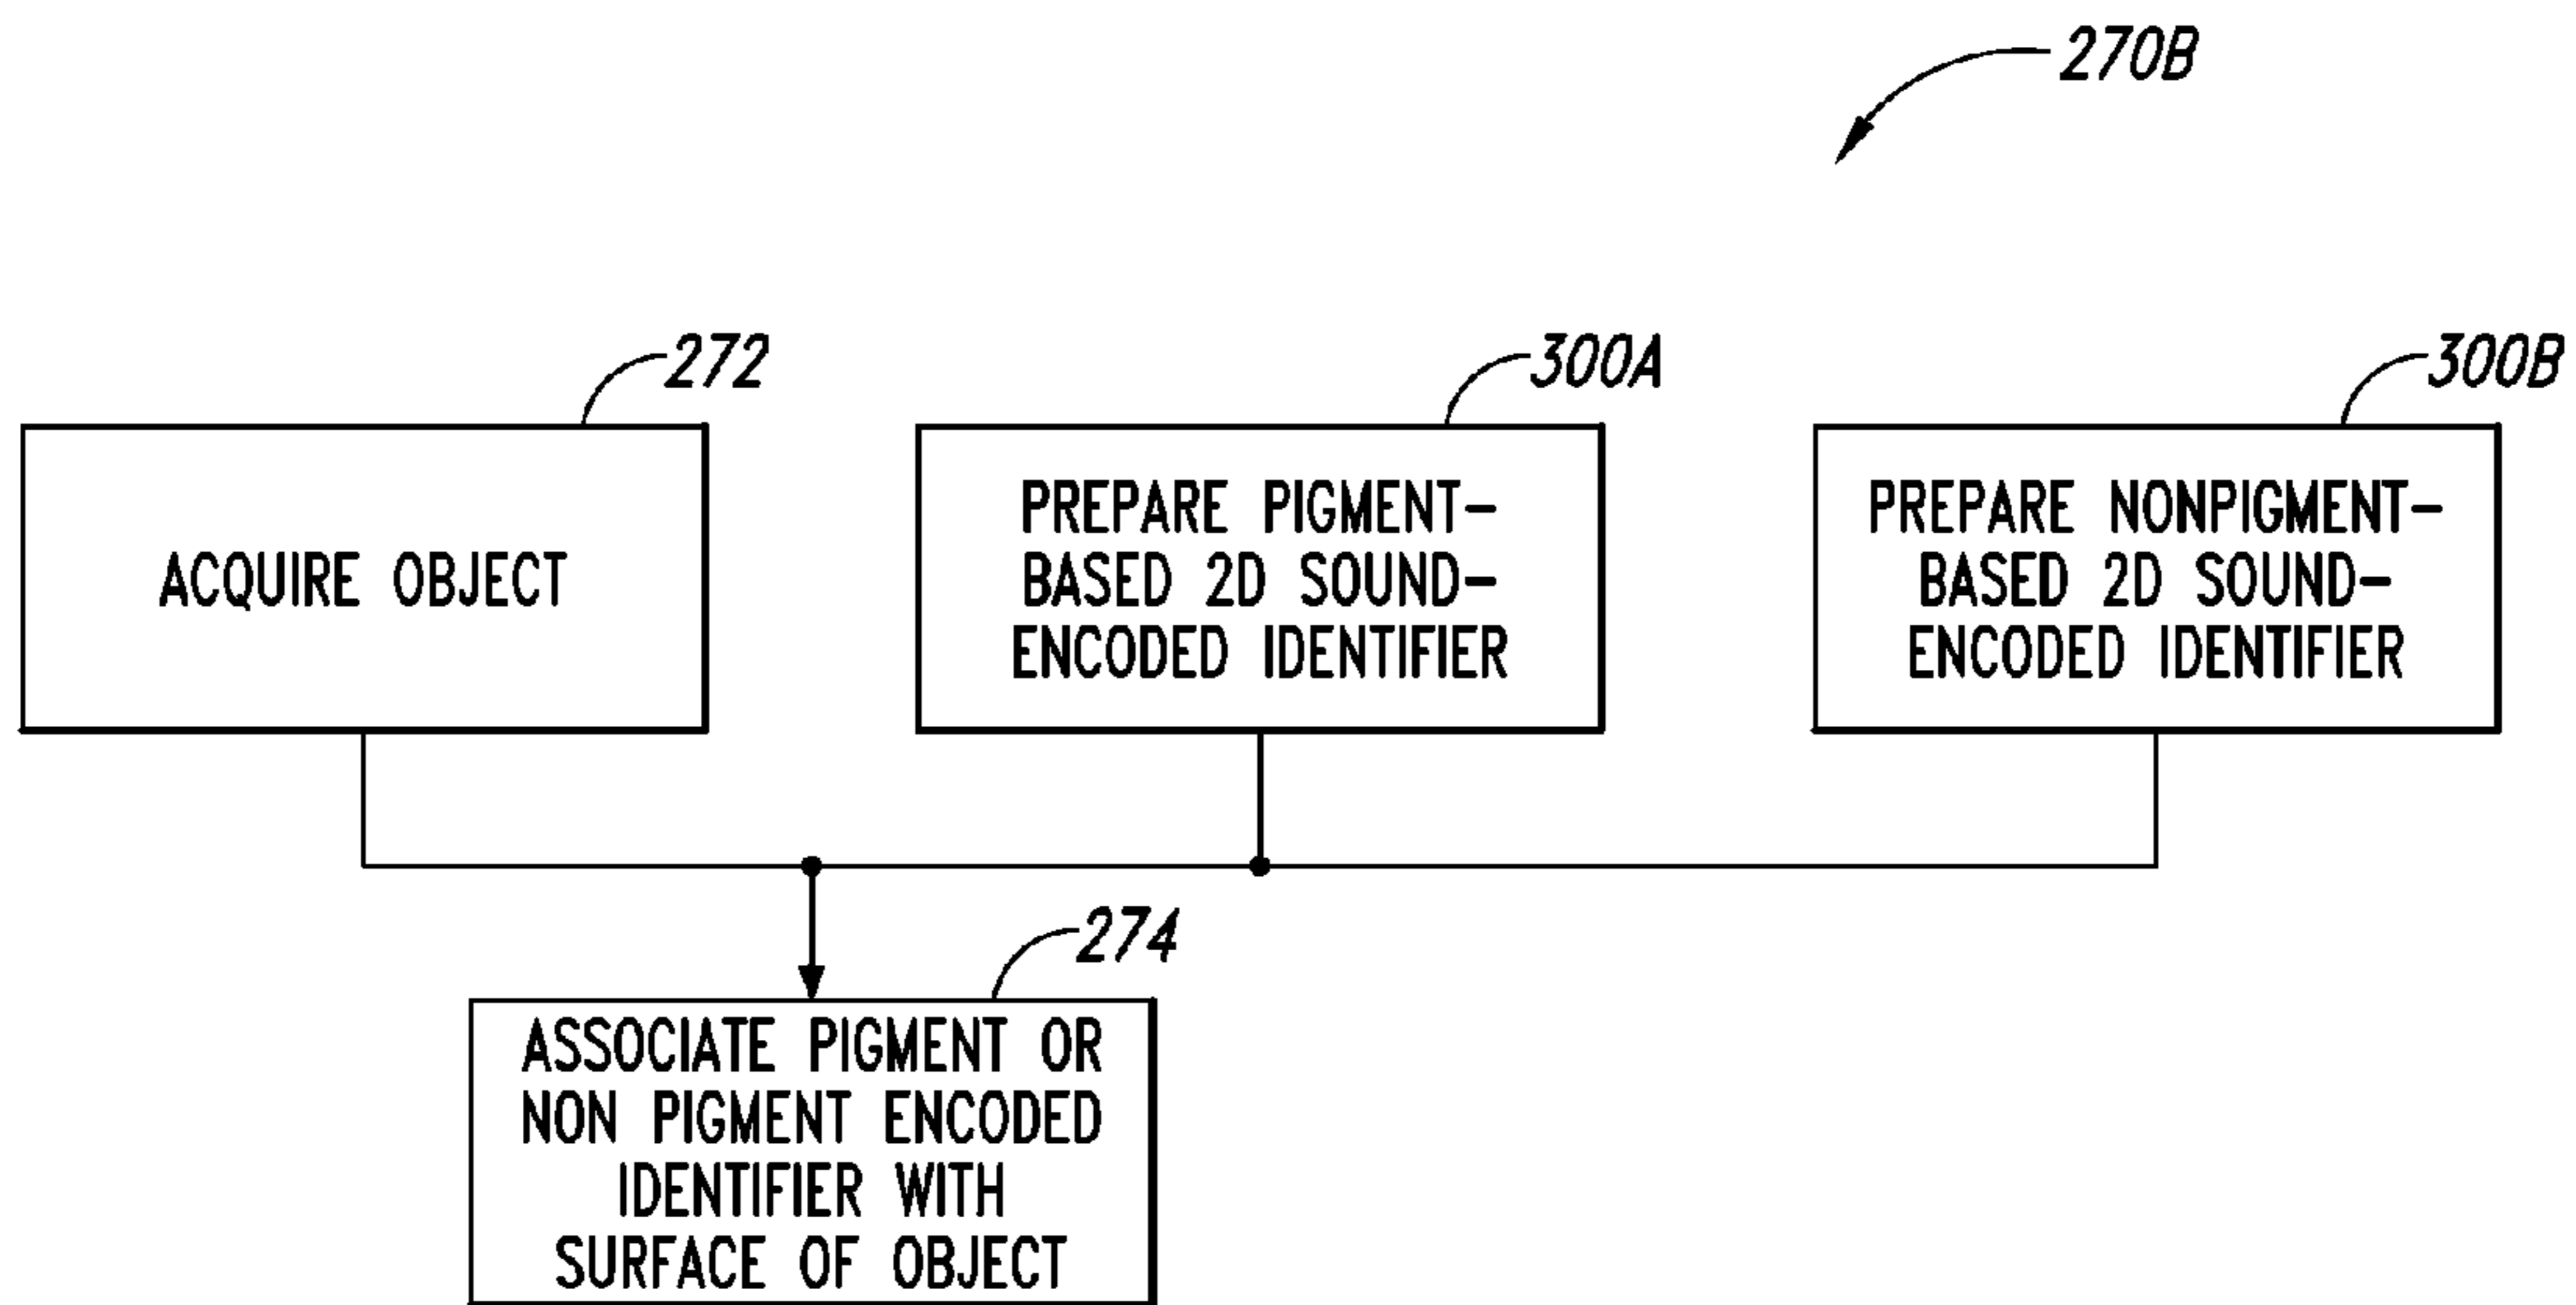 270B
272
300A
300B
ACQUIRE OBJECT
PREPARE PIGMENT-
BASED 2D SOUND-
ENCODED IDENTIFIER
PREPARE NONPIGMENT-
BASED 2D SOUND-
ENCODED IDENTIFIER
274
ASSOCIATE PIGMENT OR
NON PIGMENT ENCODED
IDENTIFIER WITH
SURFACE OF OBJECT